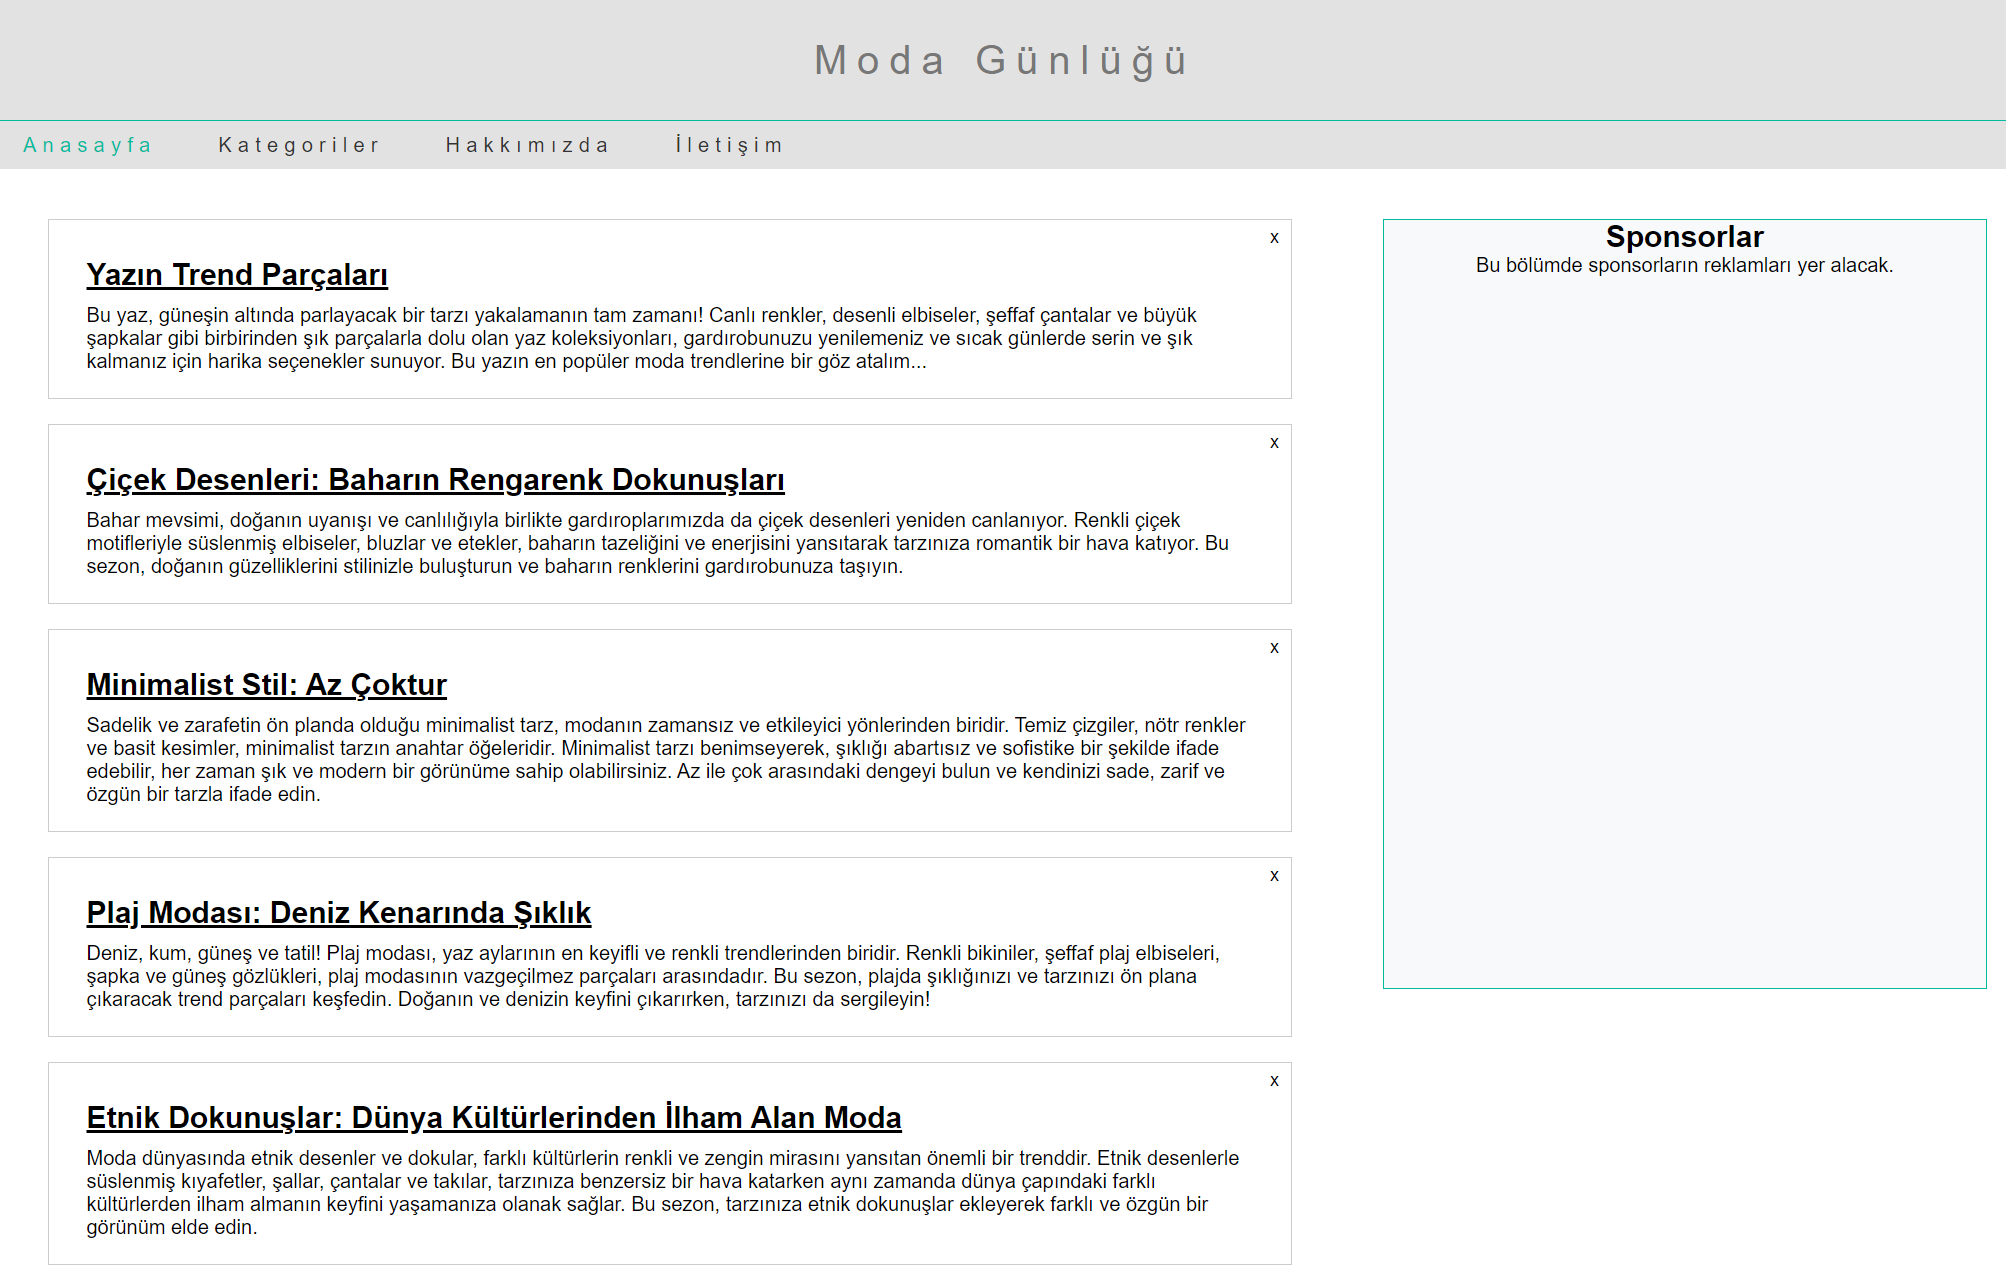 Moda Günlüğü
Anasayfa Kategoriler Hakkımızda İletişim
x
Yazın Trend Parçaları
Bu yaz, güneşin altında parlayacak bir tarzı yakalamanın tam zamanı! Canlı renkler, desenli elbiseler, şeffaf çantalar ve büyük
şapkalar gibi birbirinden şık parçalarla dolu olan yaz koleksiyonları, gardırobunuzu yenilemeniz ve sıcak günlerde serin ve şık
kalmanız için harika seçenekler sunuyor. Bu yazın en popüler moda trendlerine bir göz atalım...
x
Çiçek Desenleri: Baharın Rengarenk Dokunuşları
Bahar mevsimi, doğanın uyanışı ve canlılığıyla birlikte gardıroplarımızda da çiçek desenleri yeniden canlanıyor. Renkli çiçek
motifleriyle süslenmiş elbiseler, bluzlar ve etekler, baharın tazeliğini ve enerjisini yansıtarak tarzınıza romantik bir hava katıyor. Bu
sezon, doğanın güzelliklerini stilinizle buluşturun ve baharın renklerini gardırobunuza taşıyın.
x
Minimalist Stil: Az Çoktur
Sadelik ve zarafetin ön planda olduğu minimalist tarz, modanın zamansız ve etkileyici yönlerinden biridir. Temiz çizgiler, nötr renkler
ve basit kesimler, minimalist tarzın anahtar öğeleridir. Minimalist tarzı benimseyerek, şıklığı abartısız ve sofistike bir şekilde ifade
edebilir, her zaman şık ve modern bir görünüme sahip olabilirsiniz. Az ile çok arasındaki dengeyi bulun ve kendinizi sade, zarif ve
özgün bir tarzla ifade edin.
x
Plaj Modası: Deniz Kenarında Şıklık
Deniz, kum, güneş ve tatil! Plaj modası, yaz aylarının en keyifli ve renkli trendlerinden biridir. Renkli bikiniler, şeffaf plaj elbiseleri,
şapka ve güneş gözlükleri, plaj modasının vazgeçilmez parçaları arasındadır. Bu sezon, plajda şıklığınızı ve tarzınızı ön plana
çıkaracak trend parçaları keşfedin. Doğanın ve denizin keyfini çıkarırken, tarzınızı da sergileyin!
x
Etnik Dokunuşlar: Dünya Kültürlerinden İlham Alan Moda
Moda dünyasında etnik desenler ve dokular, farklı kültürlerin renkli ve zengin mirasını yansıtan önemli bir trenddir. Etnik desenlerle
süslenmiş kıyafetler, şallar, çantalar ve takılar, tarzınıza benzersiz bir hava katarken aynı zamanda dünya çapındaki farklı
kültürlerden ilham almanın keyfini yaşamanıza olanak sağlar. Bu sezon, tarzınıza etnik dokunuşlar ekleyerek farklı ve özgün bir
görünüm elde edin.
Sponsorlar
Bu bölümde sponsorların reklamları yer alacak.